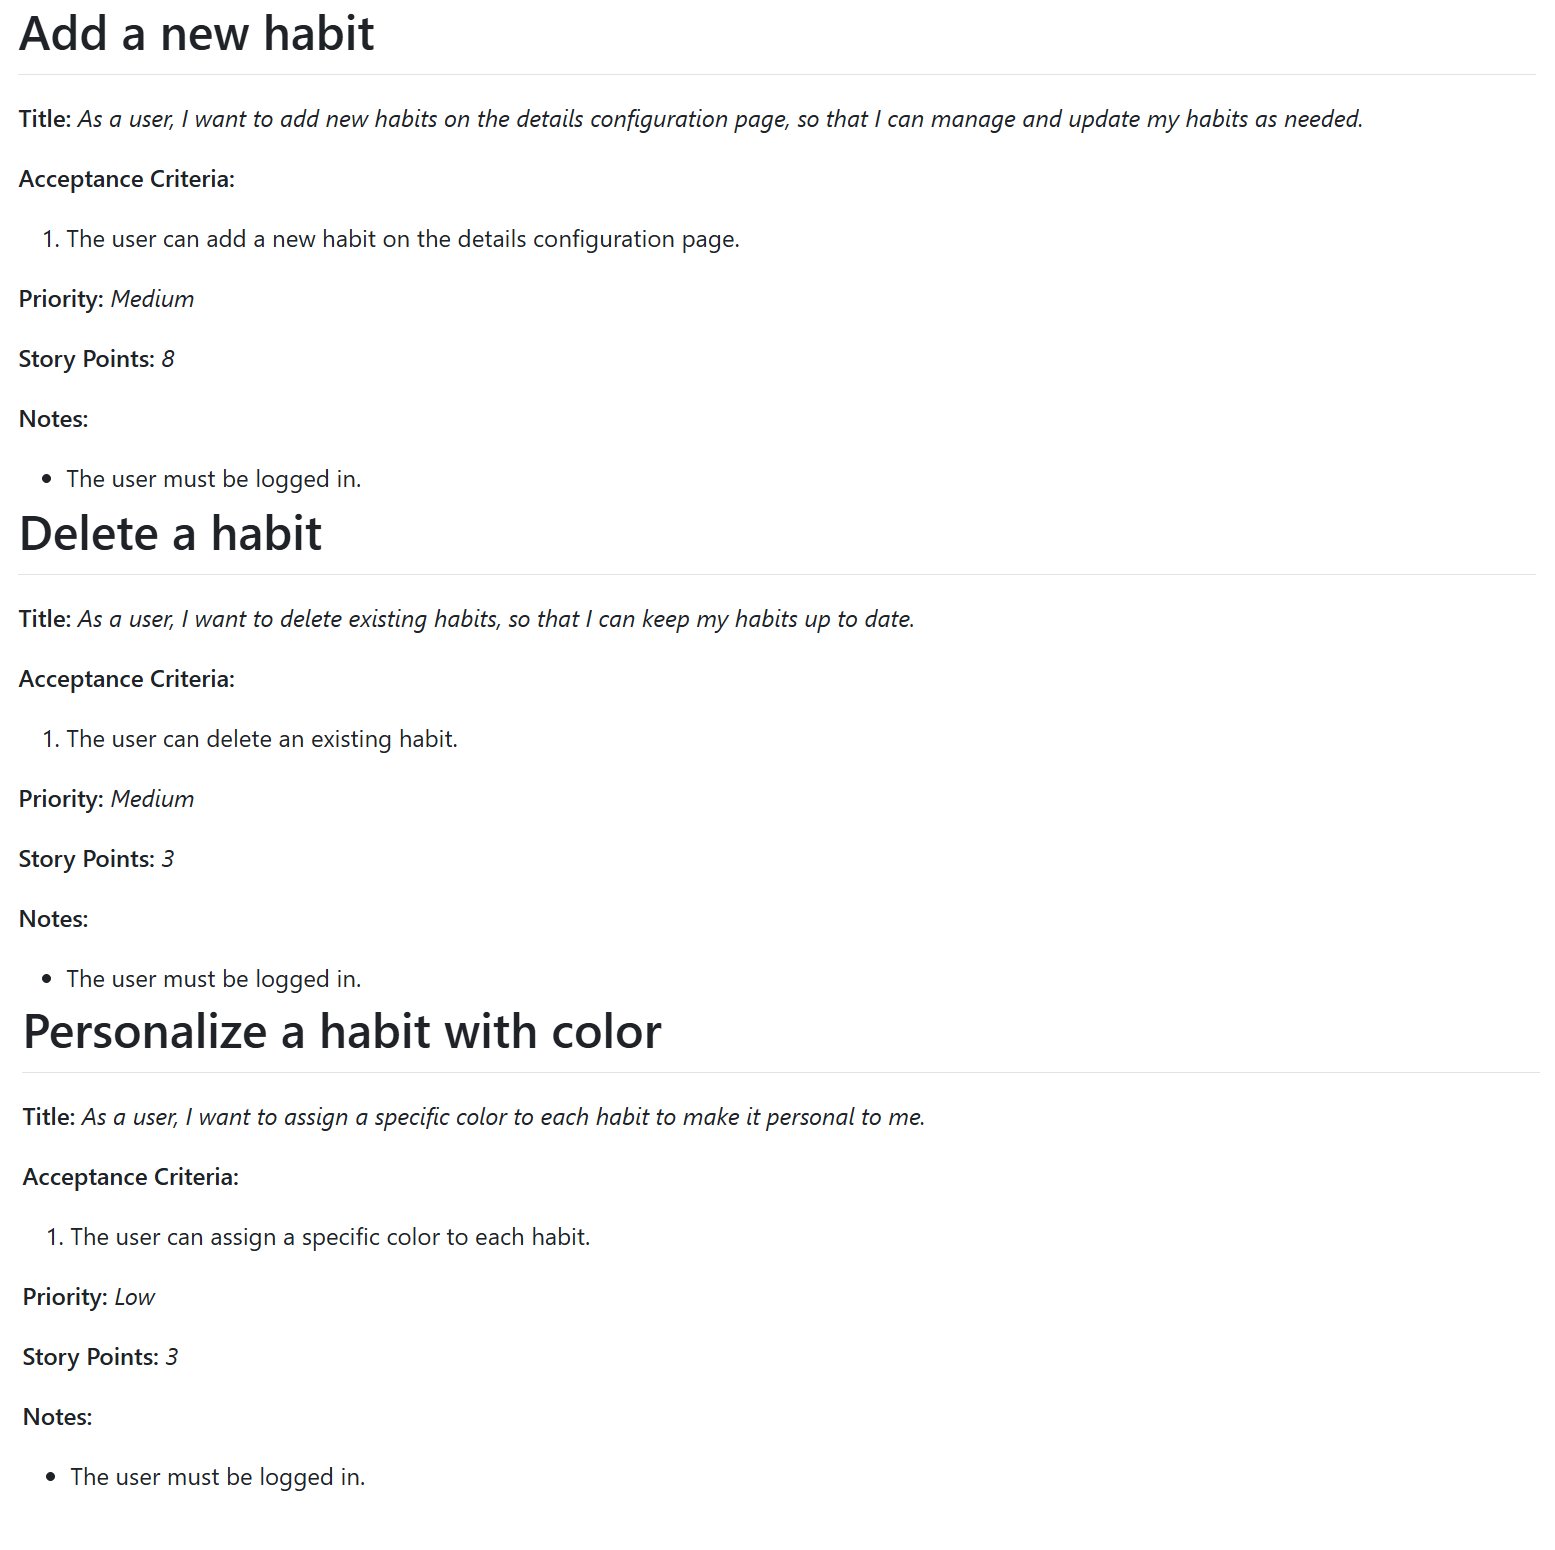 Add a new habit
Title: As a user, I want to add new habits on the details configuration page, so that I can manage and update my habits as needed.
Acceptance Criteria:
1. The user can add a new habit on the details configuration page.
Priority: Medium
Story Points: 8
Notes:
• The user must be logged in.
Delete a habit
Title: As a user, I want to delete existing habits, so that I can keep my habits up to date.
Acceptance Criteria:
1. The user can delete an existing habit.
Priority: Medium
Story Points: 3
Notes:
• The user must be logged in.
Personalize a habit with color
Title: As a user, I want to assign a specific color to each habit to make it personal to me.
Acceptance Criteria:
1. The user can assign a specific color to each habit.
Priority: Low
Story Points: 3
Notes:
• The user must be logged in.